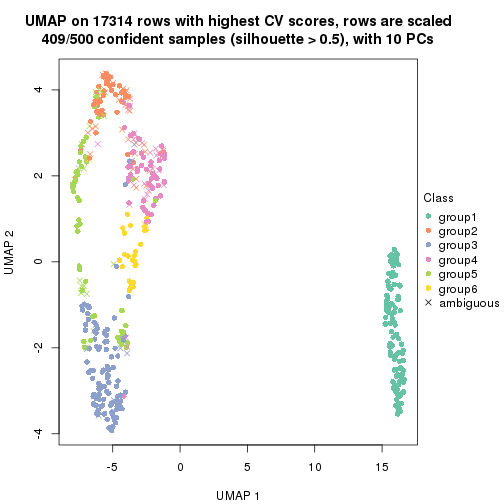 UMAP on 17314 rows with highest CV scores, rows are scaled
409/500 confident samples (silhouette > 0.5), with 10 PCs
4
2
0
-2
-4
UMAP 2
-5
0
5
10
15
UMAP 1
Class
group1
group2
group3
group4
group5
group6
ambiguous